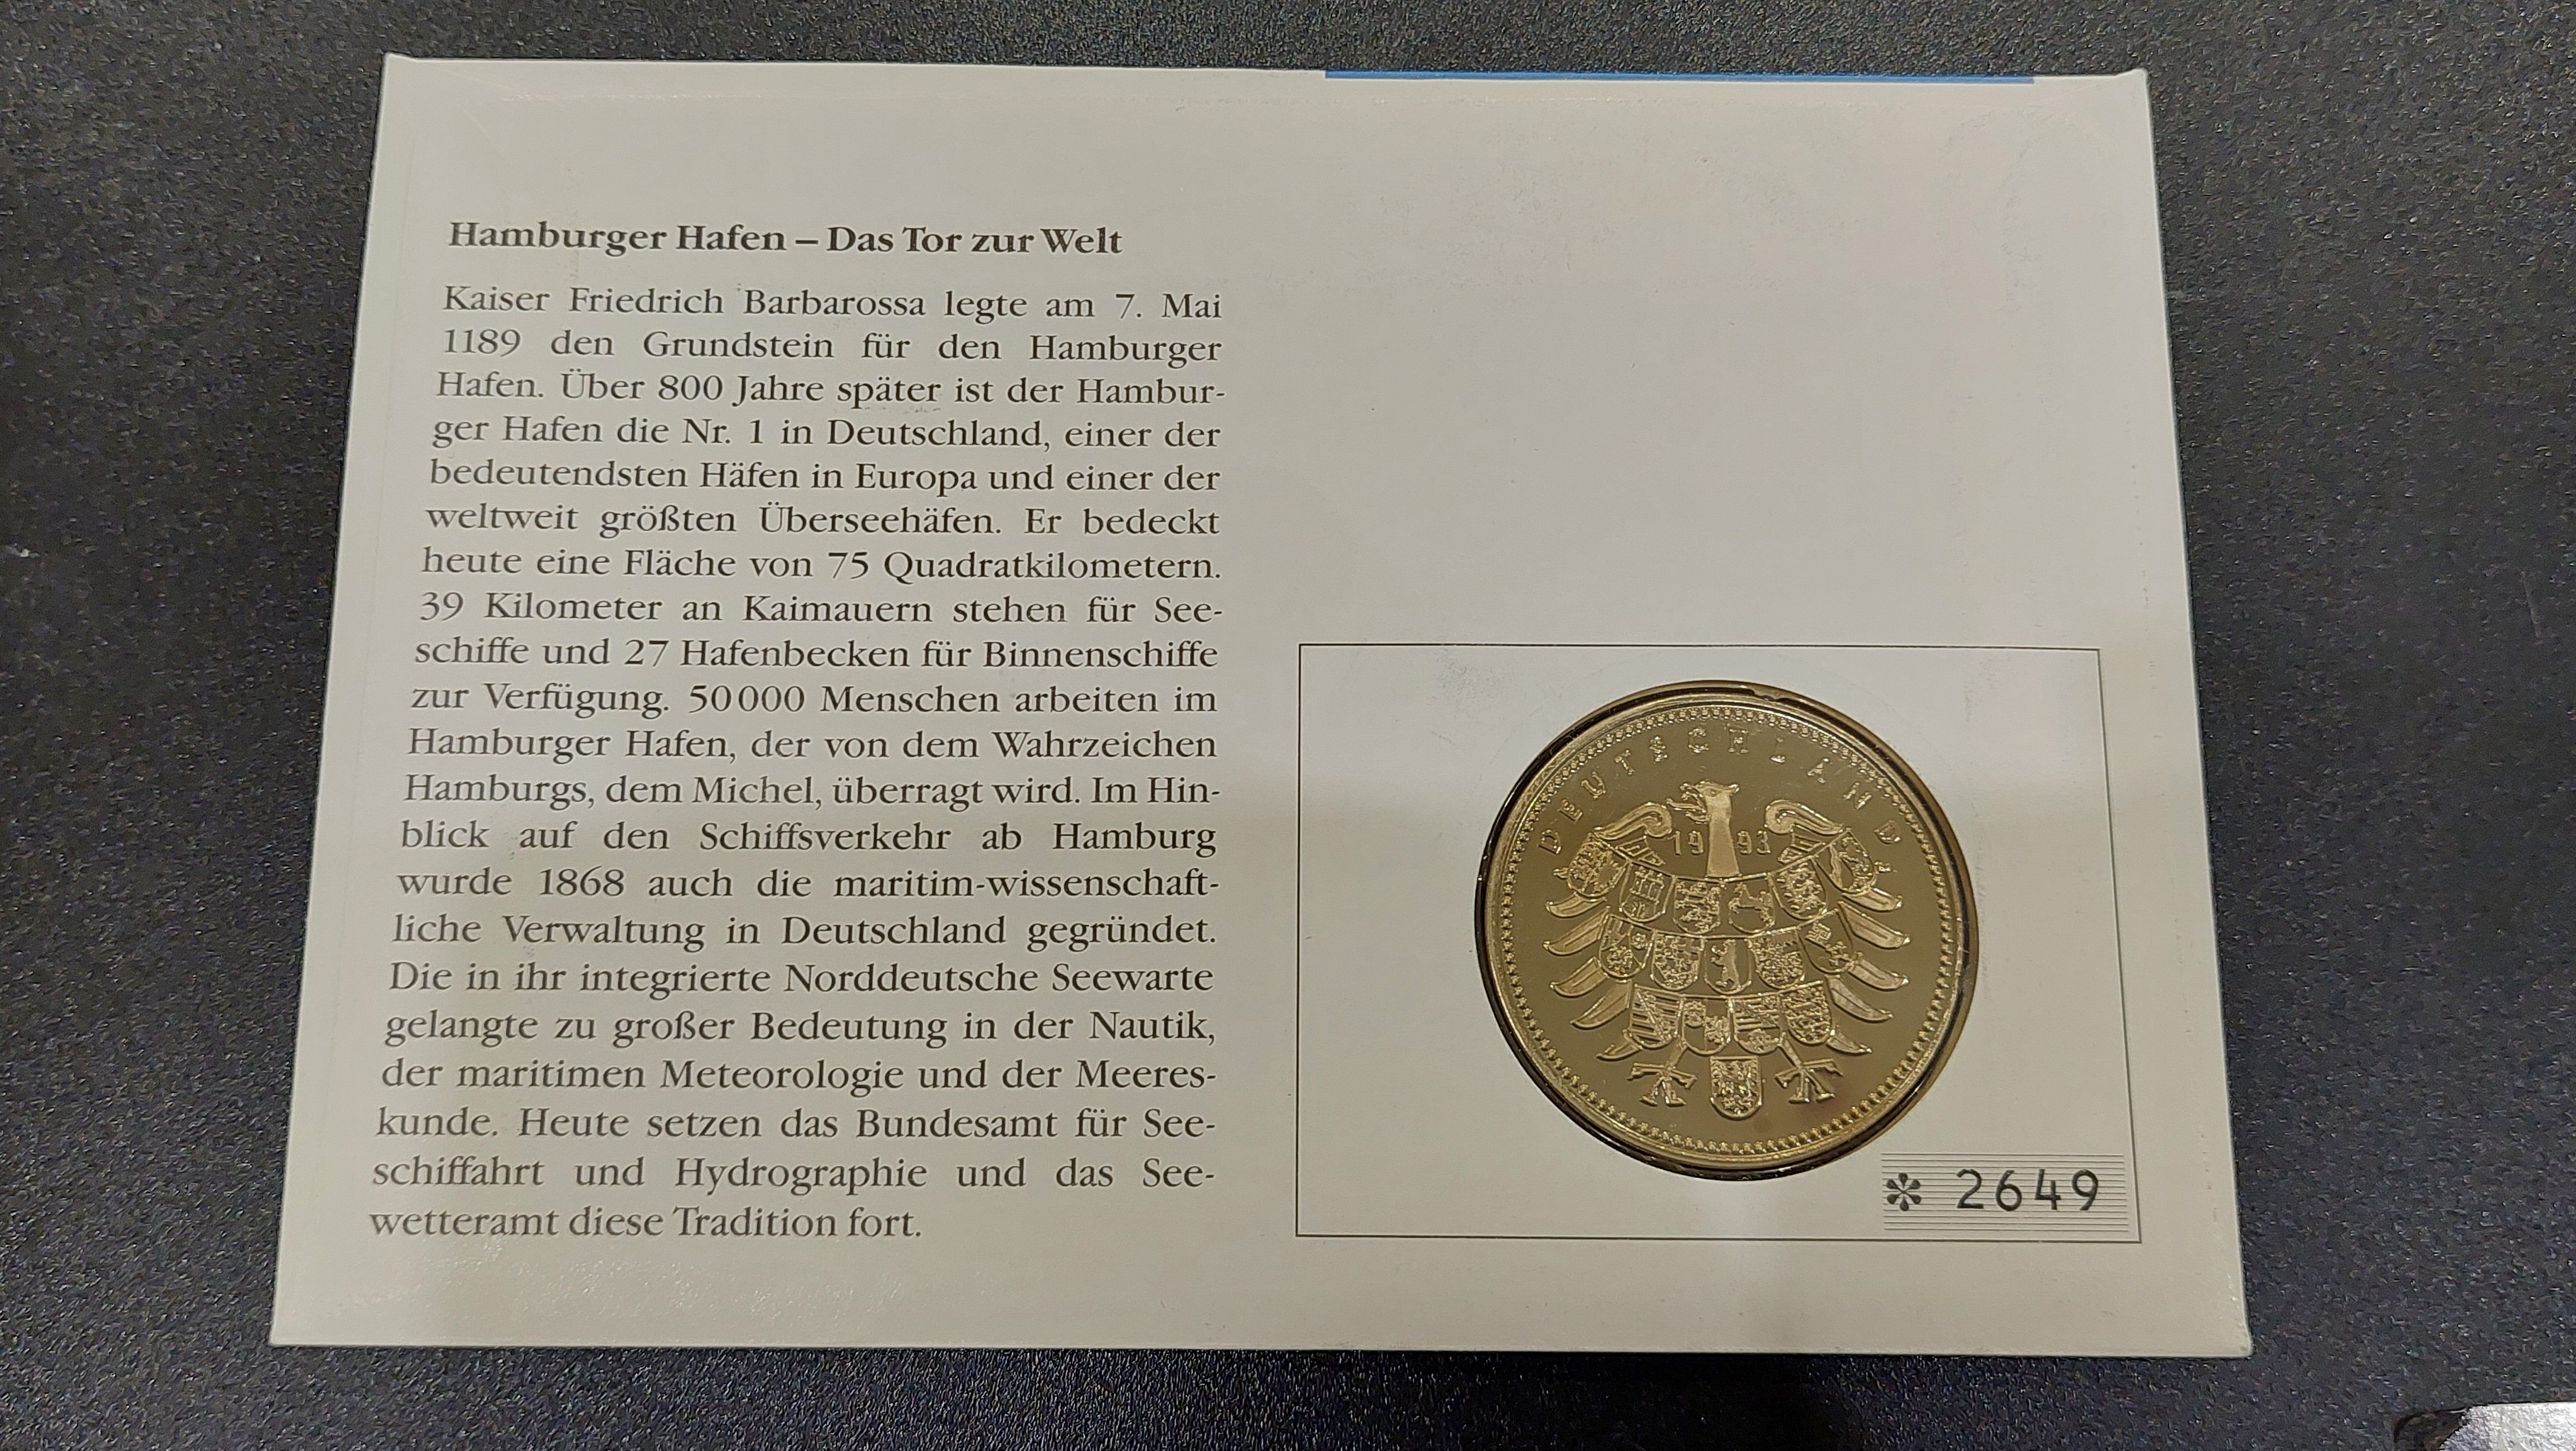 Hamburger Hafen – Das Tor zur Welt
Kaiser Friedrich Barbarossa legte am 7. Mai
1189 den Grundstein für den Hamburger
Hafen. Über 800 Jahre später ist der Hambur-
ger Hafen die Nr. 1 in Deutschland, einer der
bedeutendsten Häfen in Europa und einer der
weltweit größten Überseehäfen. Er bedeckt
heute eine Fläche von 75 Quadratkilometern.
39 Kilometer an Kaimauern stehen für See-
schiffe und 27 Hafenbecken für Binnenschiffe
zur Verfügung. 50 000 Menschen arbeiten im
Hamburger Hafen, der von dem Wahrzeichen
Hamburgs, dem Michel, überragt wird. Im Hin-
blick auf den Schiffsverkehr ab Hamburg
wurde 1868 auch die maritim-wissenschaft-
liche Verwaltung in Deutschland gegründet.
Die in ihr integrierte Norddeutsche Seewarte
gelangte zu großer Bedeutung in der Nautik,
der maritimen Meteorologie und der Meeres-
kunde. Heute setzen das Bundesamt für See-
schiffahrt und Hydrographie und das See-
wetteramt diese Tradition fort.
DEUTSCHLAND
19 93
✻ 2649